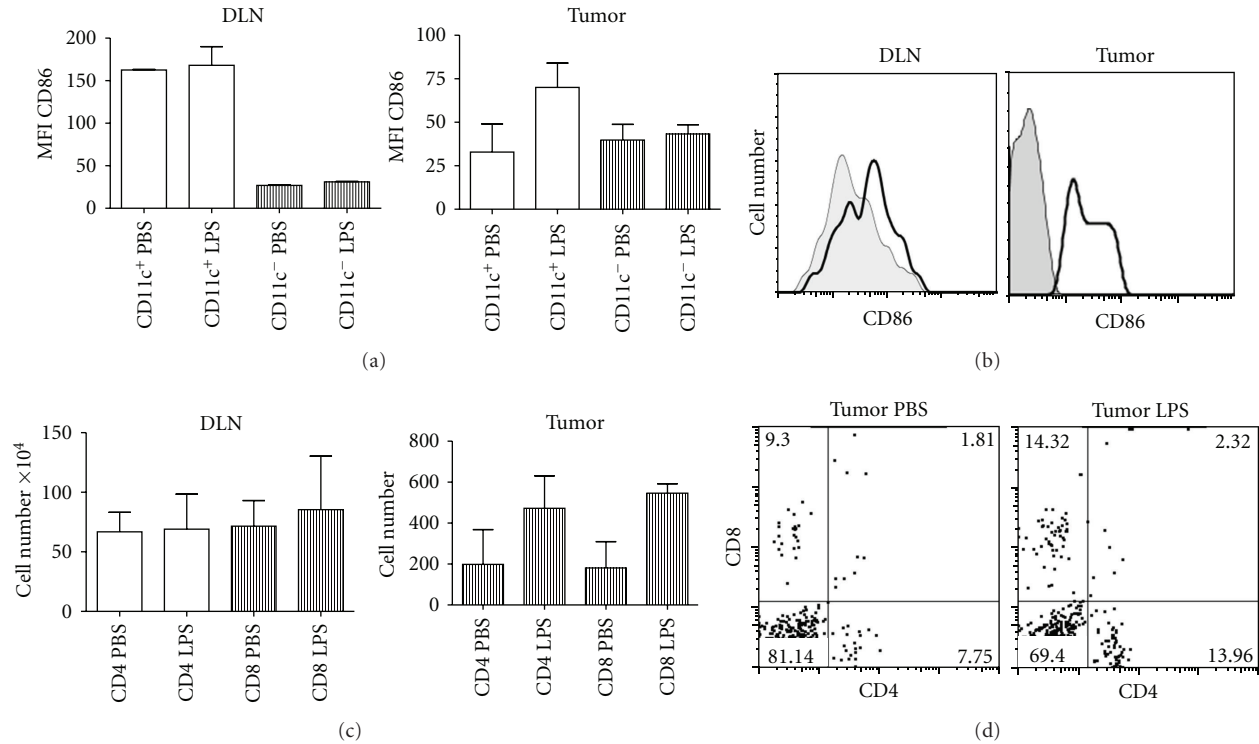 DLN
MFI CD86
200
150
100
50
0
CD11c⁺ PBS
CD11c⁺ LPS
CD11c⁻ PBS
CD11c⁻ LPS
Tumor
MFI CD86
100
75
50
25
0
CD11c⁺ PBS
CD11c⁺ LPS
CD11c⁻ PBS
CD11c⁻ LPS
(a)
DLN
Cell number
CD86
Tumor
CD86
(b)
DLN
Cell number ×10⁴
150
100
50
0
CD4 PBS
CD4 LPS
CD8 PBS
CD8 LPS
Tumor
Cell number
800
600
400
200
0
CD4 PBS
CD4 LPS
CD8 PBS
CD8 LPS
(c)
Tumor PBS
9.3
1.81
CD8
81.14
7.75
CD4
Tumor LPS
14.32
2.32
69.4
13.96
CD4
(d)